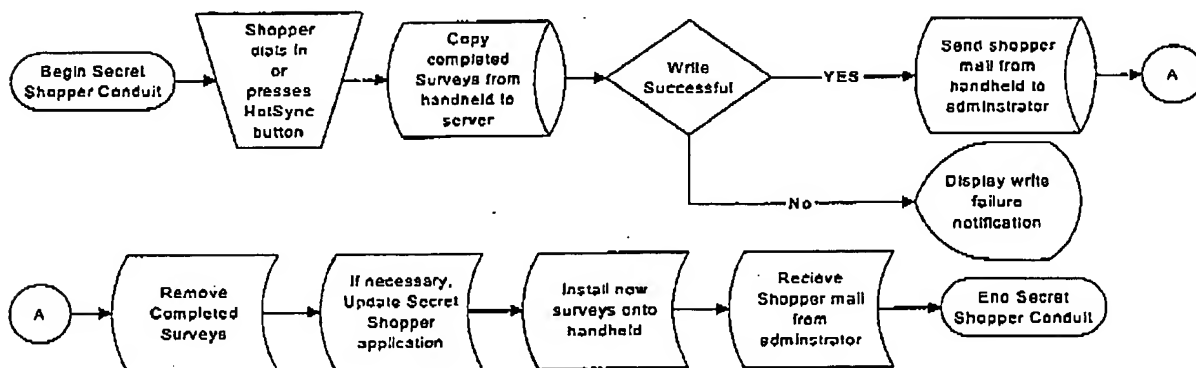 Begin Secret
Shopper Conduit
Shopper
dials in
or
presses
HotSync
button
Copy
completed
Surveys from
handheld to
server
Write
Successful
YES
Send shopper
mail from
handheld to
adminstrator
A
No
Display write
failure
notification
A
Remove
Completed
Surveys
If necessary,
Update Secret
Shopper
application
Install new
surveys onto
handheld
Recieve
Shopper mail
from
adminstrator
End Secret
Shopper Conduit